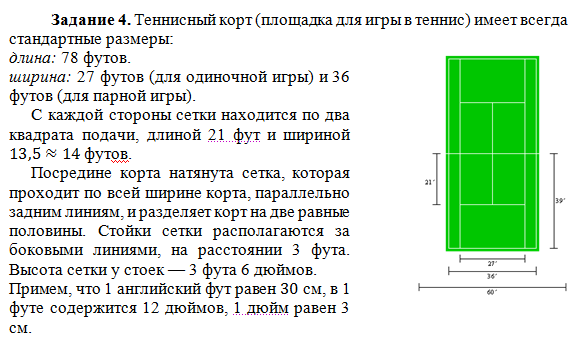 Задание 4. Теннисный корт (площадка для игры в теннис) имеет всегда
стандартные размеры:
длина: 78 футов.
ширина: 27 футов (для одиночной игры) и 36
футов (для парной игры).
С каждой стороны сетки находится по два
квадрата подачи, длиной 21 фут и шириной
13,5 ≈ 14 футов.
Посредине корта натянута сетка, которая
проходит по всей ширине корта, параллельно
задним линиям, и разделяет корт на две равные
половины. Стойки сетки располагаются за
боковыми линиями, на расстоянии 3 фута.
Высота сетки у стоек — 3 фута 6 дюймов.
Примем, что 1 английский фут равен 30 см, в 1
футе содержится 12 дюймов, 1 дюйм равен 3
см.
21'
39'
27'
36'
60'